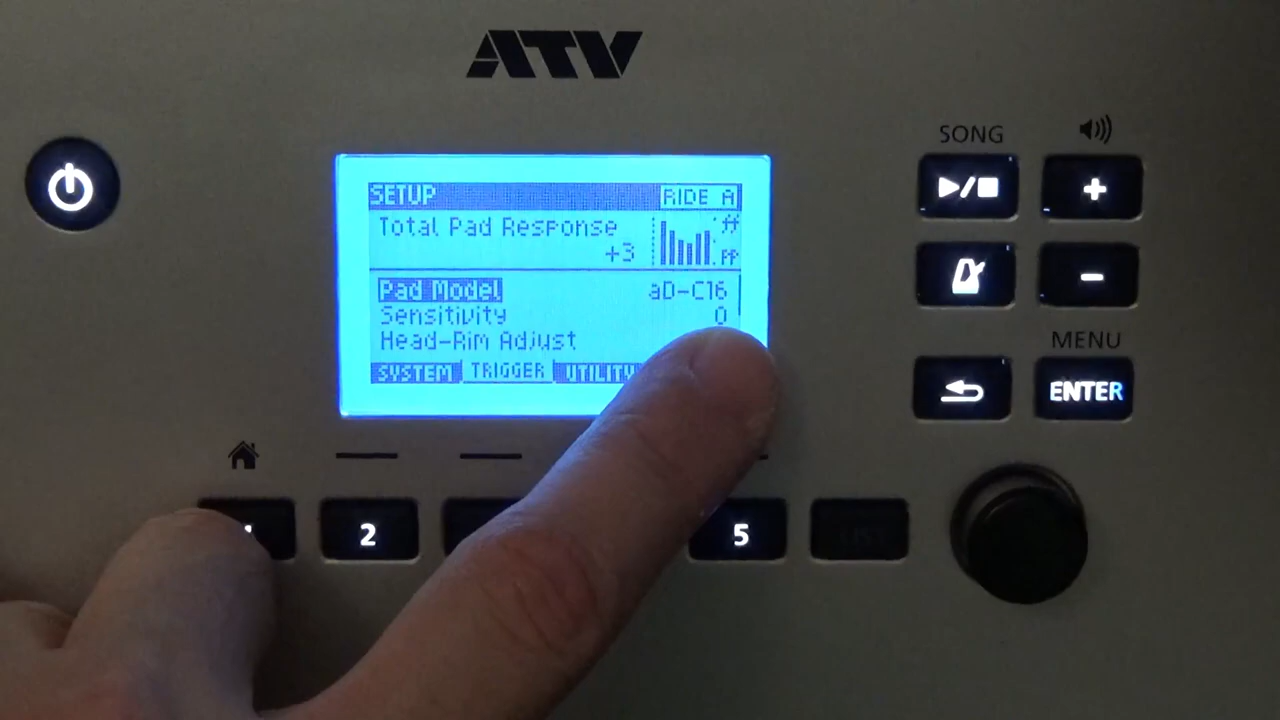 ATV
SONG
SETUP RIDE A
Total Pad Response
+3
ff
PP
Pad Model aD-C16
Sensitivity 0
Head-Rim Adjust
SYSTEM TRIGGER UTILITY
MENU
ENTER
2 5